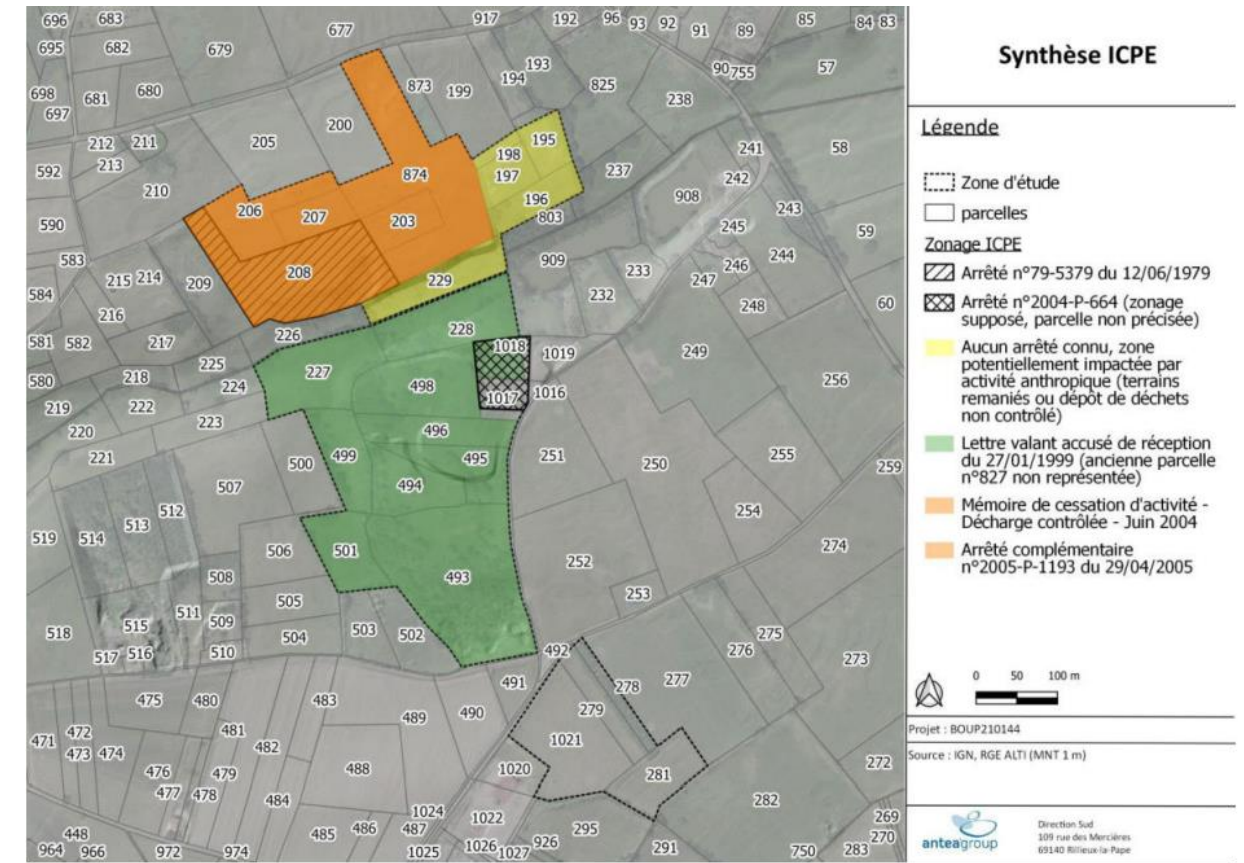 696 683 917 192 96 93 92 91 89 85 84 83
677
695 682 679 193 57
194 90 755
698 681 680 873 199 825 238
697 200
212 211 205 195 241 58
592 213 198
874 197 237 242
210 196 908
590 206 207 203 803 245 243 59
583 909 244
215 214 209 208 229 233 247 246
584 232 248 60
216 226 228
581 582 217 1018 1019 249
225 227
580 218 224 498 1017 1016 256
219 222
220 223 496
221 500 499 495 251 250 255 259
507 494
512 254
519 514 513
506 501 252 274
508 493
505 253
511 509
518 515 504 503 502 275
517 516 510 492 276 273
491 278 277
475 480 483 490 279
472 481 489 1021
471 473 474 482
476 479 488 1020 281 272
477 478 484 1024 282
448 485 486 487 1022 295 269
270
964 966 972 974 1025 1026 1027 926 291 750 283
Synthèse ICPE
Légende
Zone d'étude
parcelles
Zonage ICPE
Arrêté n°79-5379 du 12/06/1979
Arrêté n°2004-P-664 (zonage
supposé, parcelle non précisée)
Aucun arrêté connu, zone
potentiellement impactée par
activité anthropique (terrains
remaniés ou dépôt de déchets
non contrôlé)
Lettre valant accusé de réception
du 27/01/1999 (ancienne parcelle
n°827 non représentée)
Mémoire de cessation d'activité -
Décharge contrôlée - Juin 2004
Arrêté complémentaire
n°2005-P-1193 du 29/04/2005
0 50 100 m
Projet : BOUP210144
Source : IGN, RGE ALTI (MNT 1 m)
anteagroup
Direction Sud
109 rue des Mercières
69140 Rillieux-la-Pape